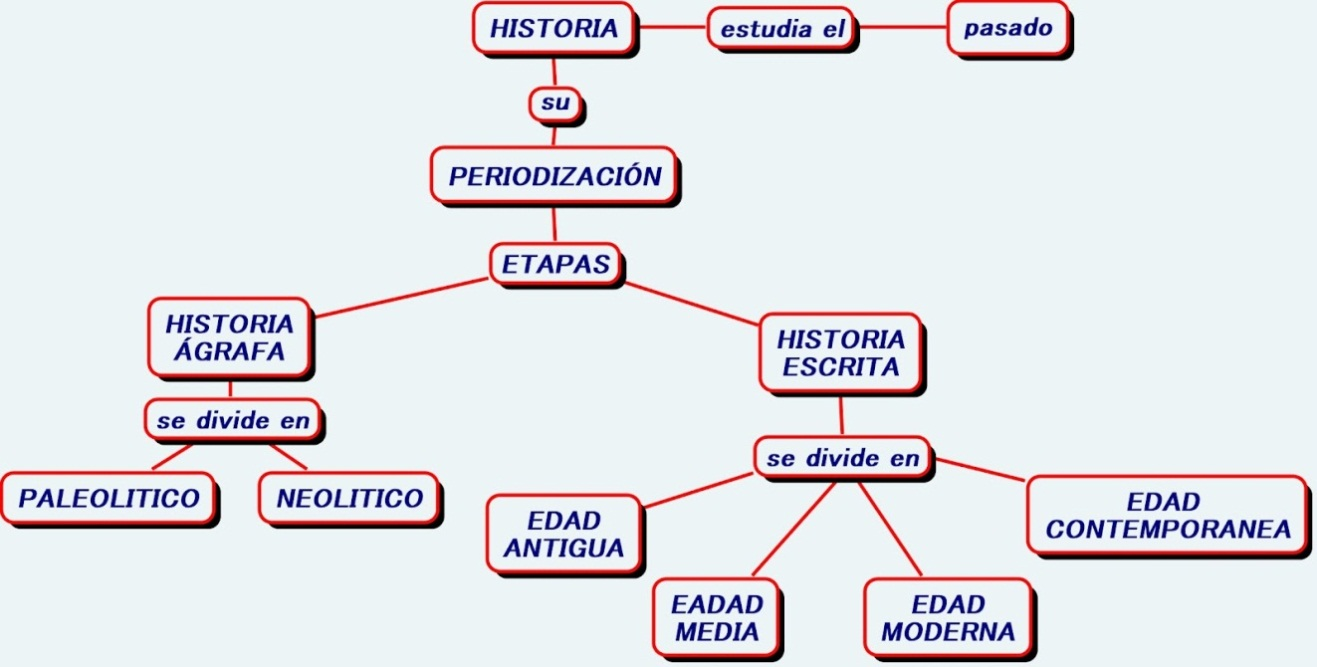 HISTORIA
estudia el
pasado
su
PERIODIZACIÓN
ETAPAS
HISTORIA
ÁGRAFA
HISTORIA
ESCRITA
se divide en
se divide en
PALEOLITICO
NEOLITICO
EDAD
ANTIGUA
EADAD
MEDIA
EDAD
MODERNA
EDAD
CONTEMPORANEA